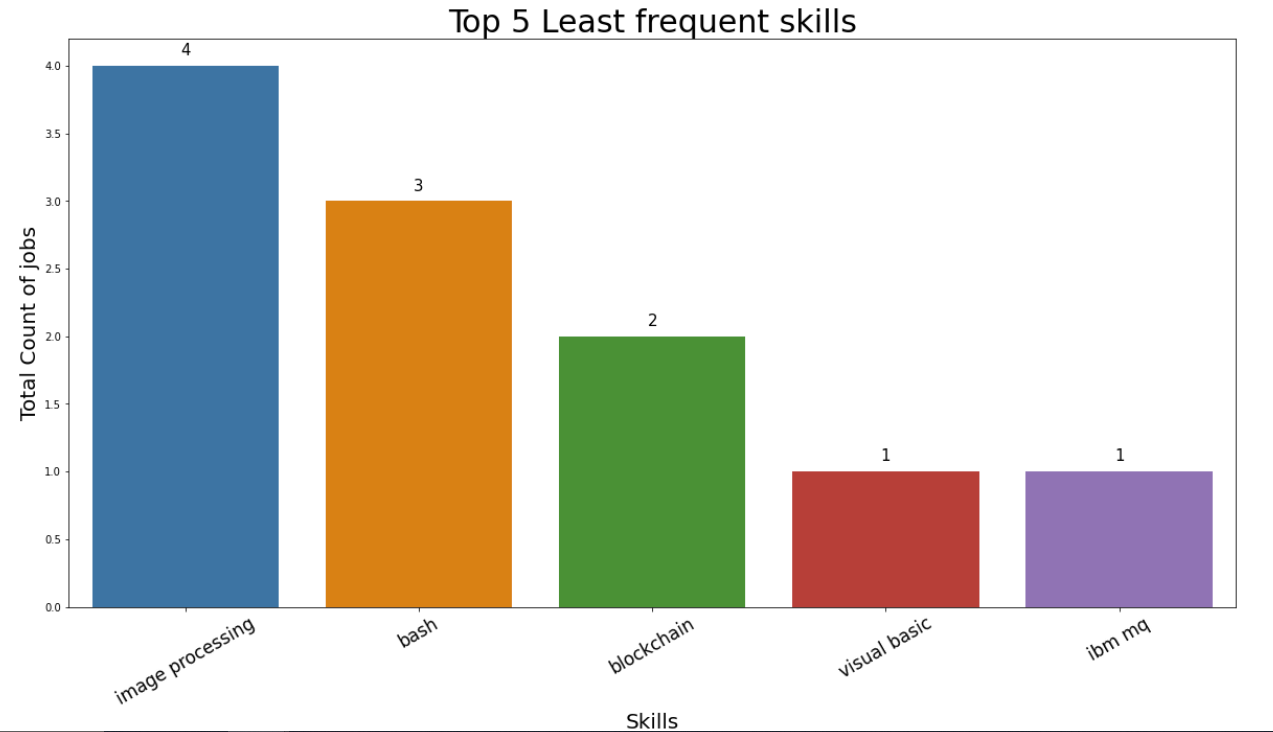 Top 5 Least frequent skills
4
3
2
1
1
4.0
3.5
3.0
2.5
2.0
1.5
1.0
0.5
0.0
Total Count of jobs
image processing
bash
blockchain
visual basic
ibm mq
Skills